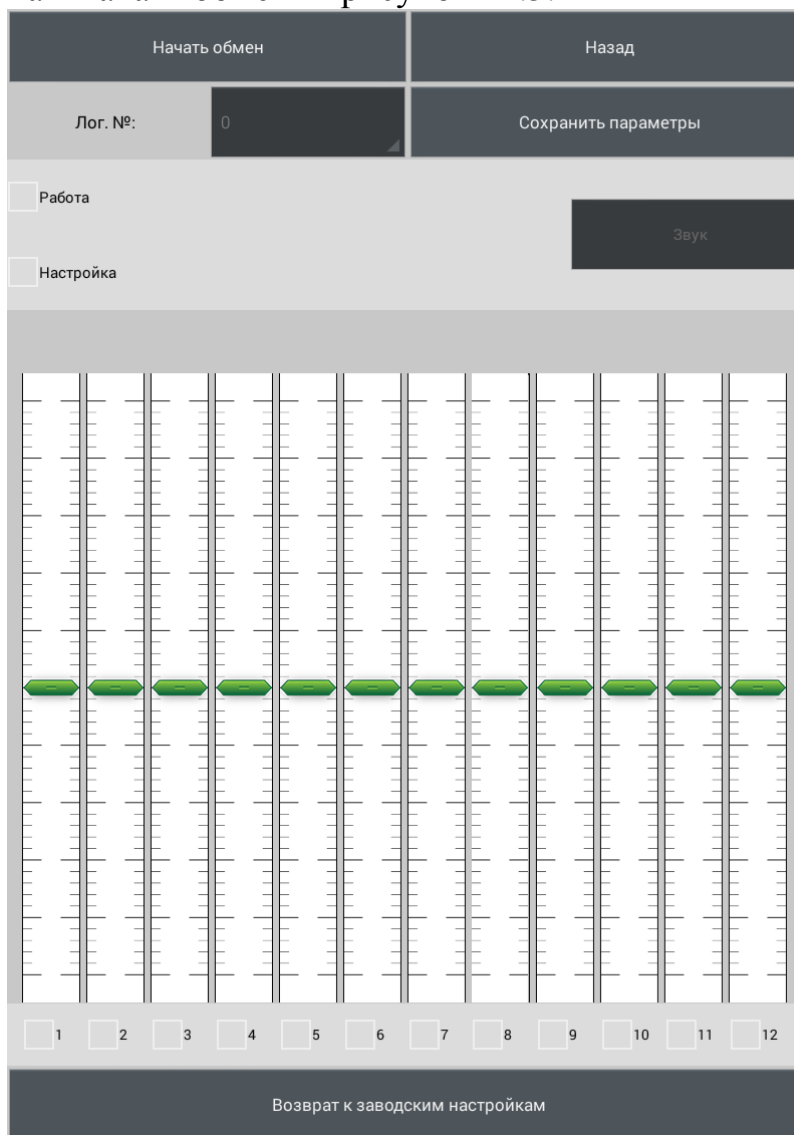 Начать обмен
Назад
Лог. №:
0
Сохранить параметры
Работа
Звук
Настройка
1 2 3 4 5 6 7 8 9 10 11 12
Возврат к заводским настройкам